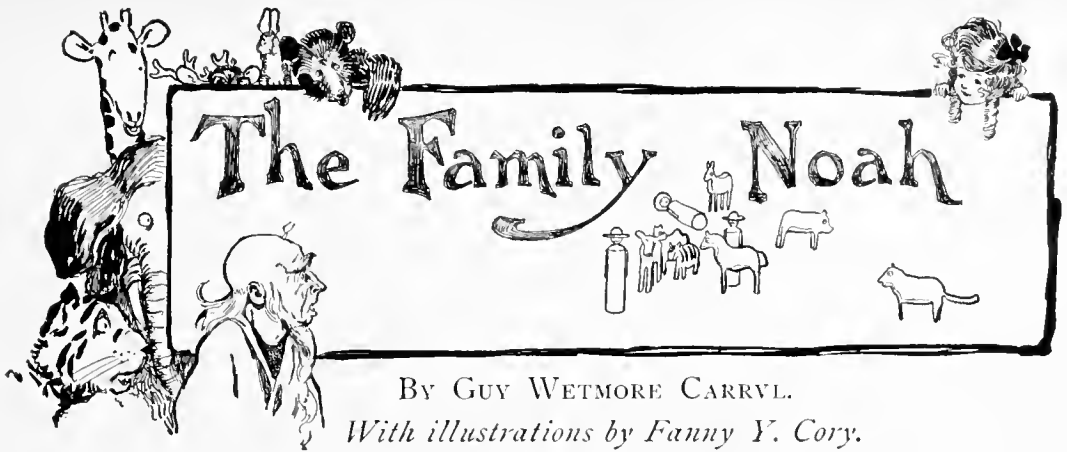 The Family Noah
BY GUY WETMORE CARRYL.
With illustrations by Fanny Y. Cory.